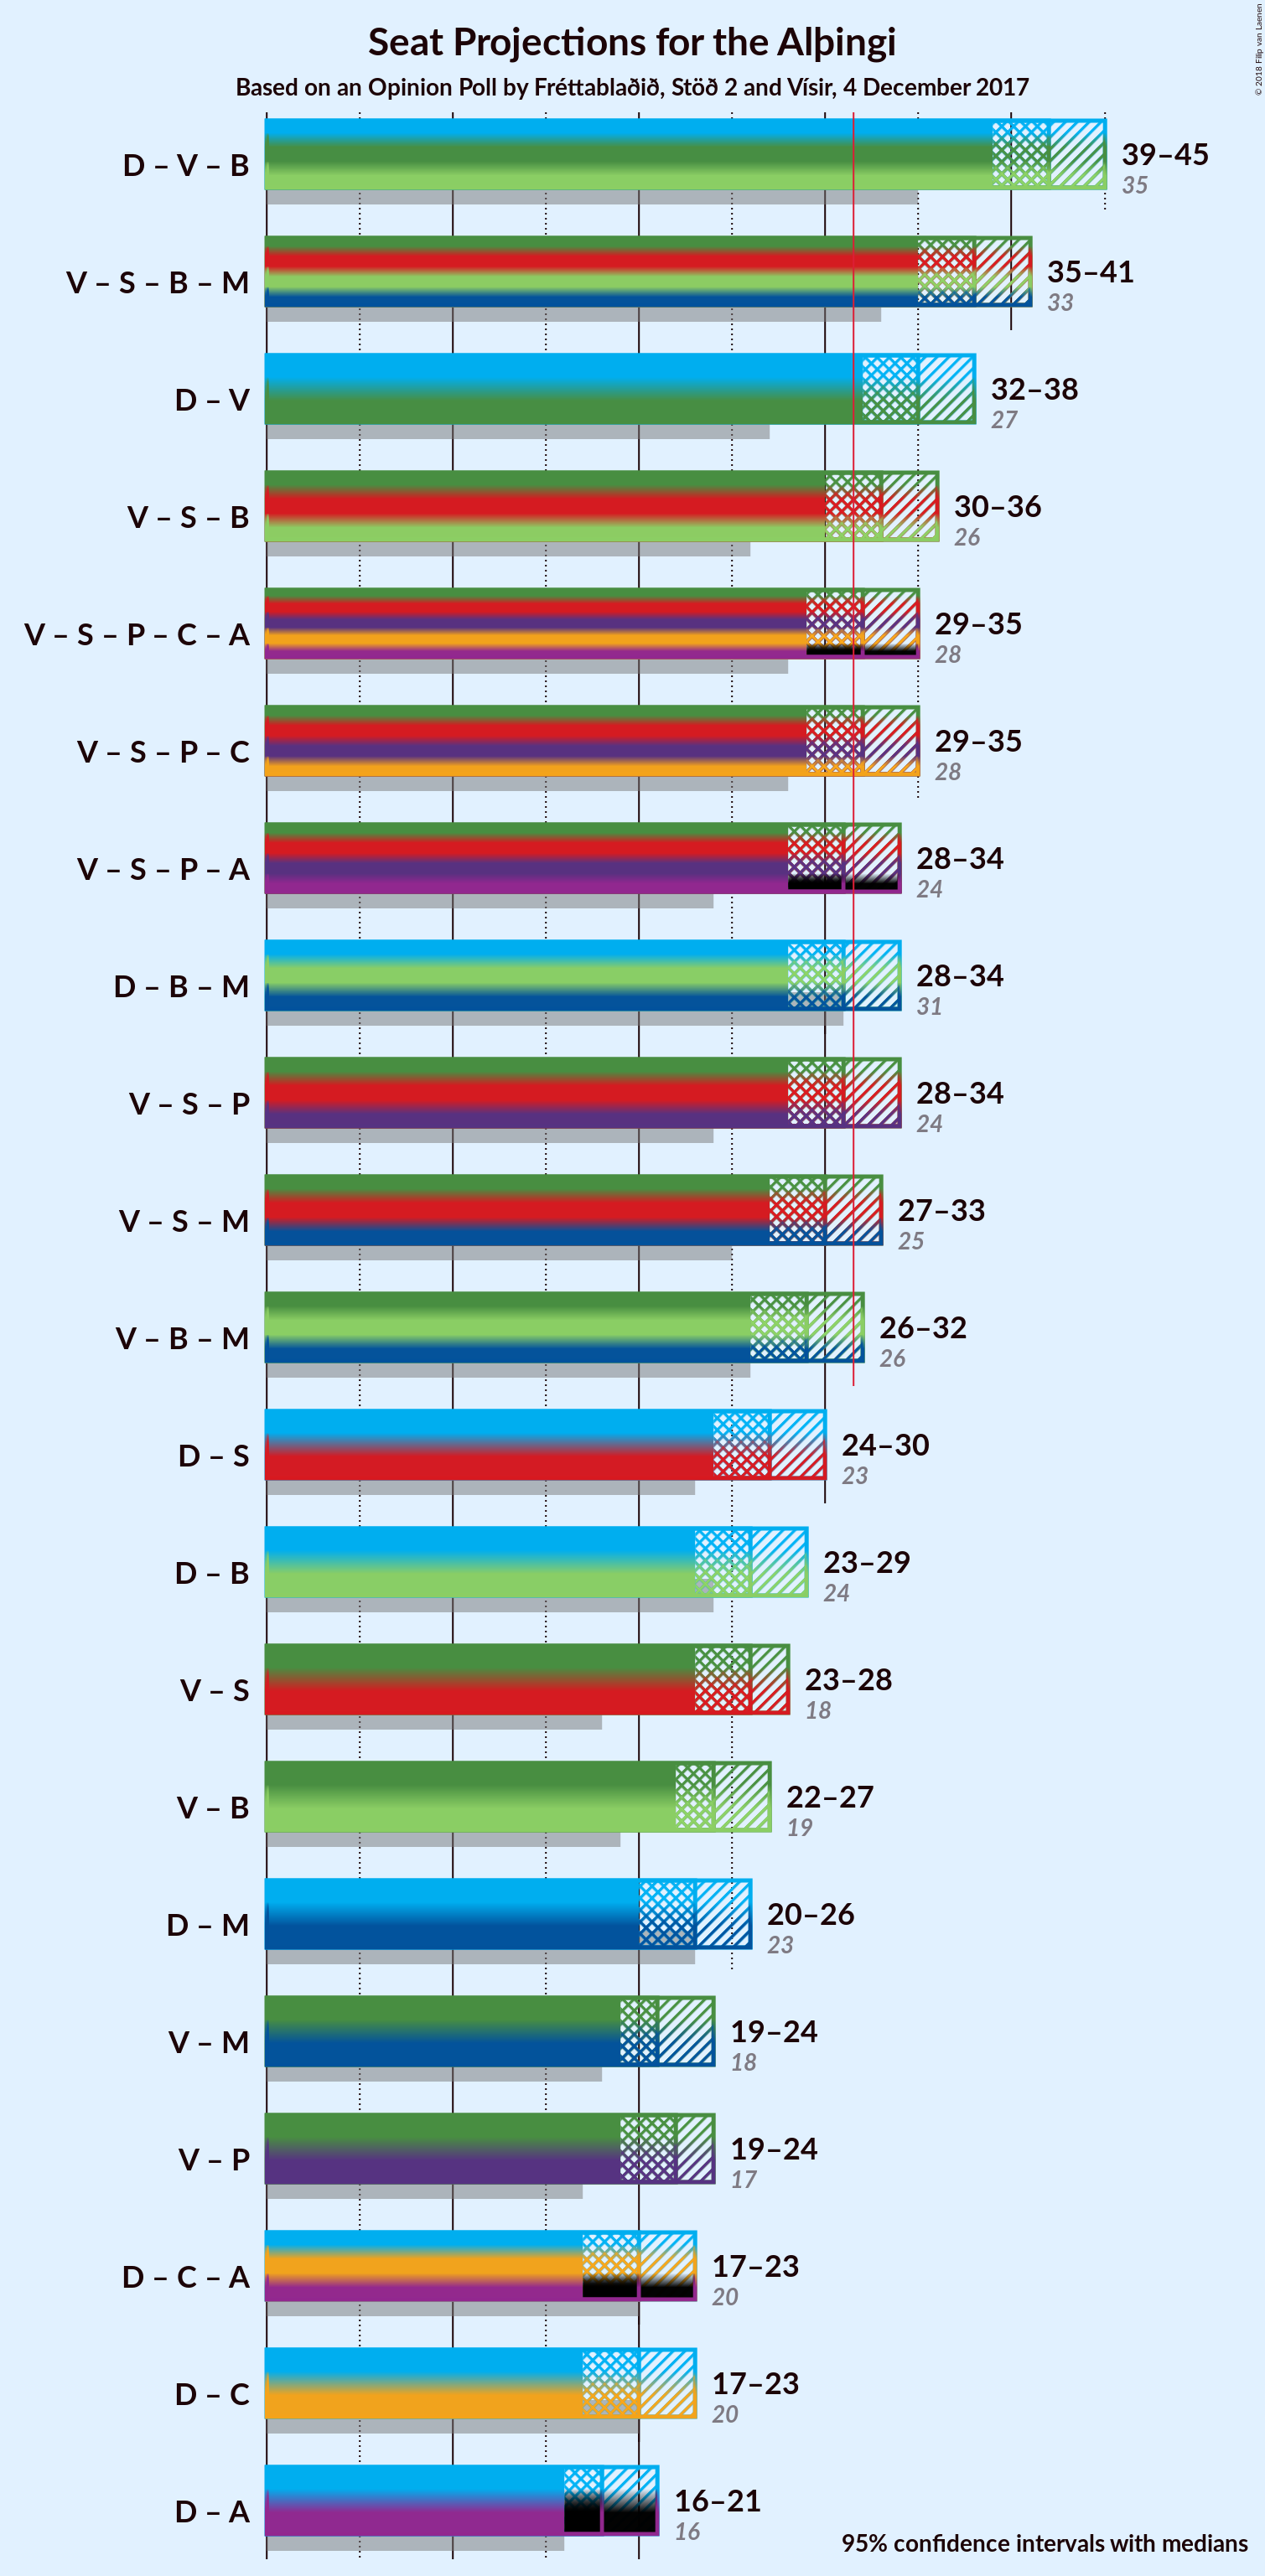 Seat Projections for the Alþingi
Based on an Opinion Poll by Fréttablaðið, Stöð 2 and Vísir, 4 December 2017
© 2018 Filip van Laenen
D – V – B
39–45
35
V – S – B – M
35–41
33
D – V
32–38
27
V – S – B
30–36
26
V – S – P – C – A
29–35
28
V – S – P – C
29–35
28
V – S – P – A
28–34
24
D – B – M
28–34
31
V – S – P
28–34
24
V – S – M
27–33
25
V – B – M
26–32
26
D – S
24–30
23
D – B
23–29
24
V – S
23–28
18
V – B
22–27
19
D – M
20–26
23
V – M
19–24
18
V – P
19–24
17
D – C – A
17–23
20
D – C
17–23
20
D – A
16–21
16
95% confidence intervals with medians